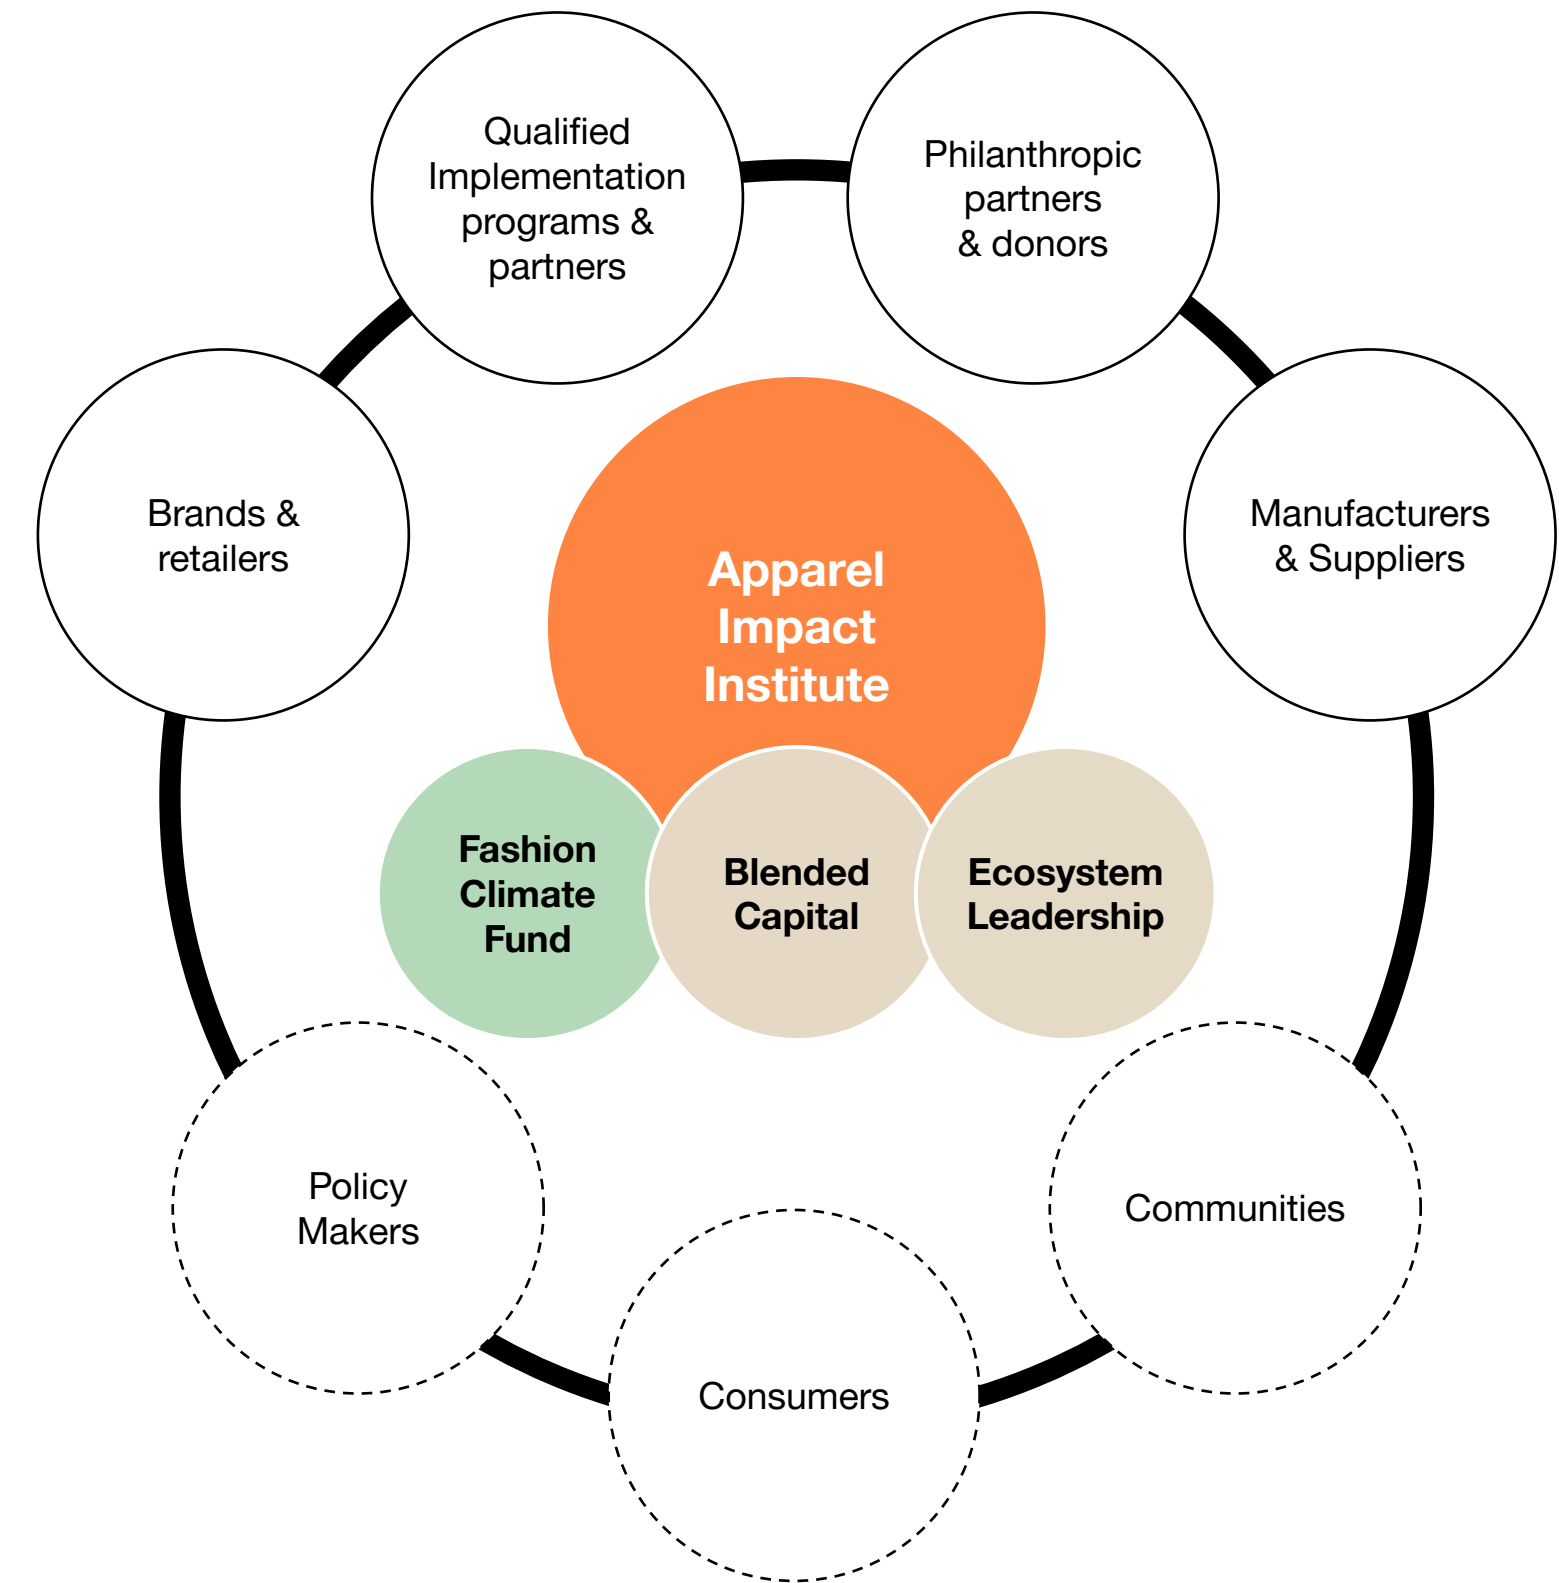 Qualified
Implementation
programs &
partners
Philanthropic
partners
& donors
Brands &
retailers
Manufacturers
& Suppliers
Apparel
Impact
Institute
Fashion
Climate
Fund
Blended
Capital
Ecosystem
Leadership
Policy
Makers
Communities
Consumers